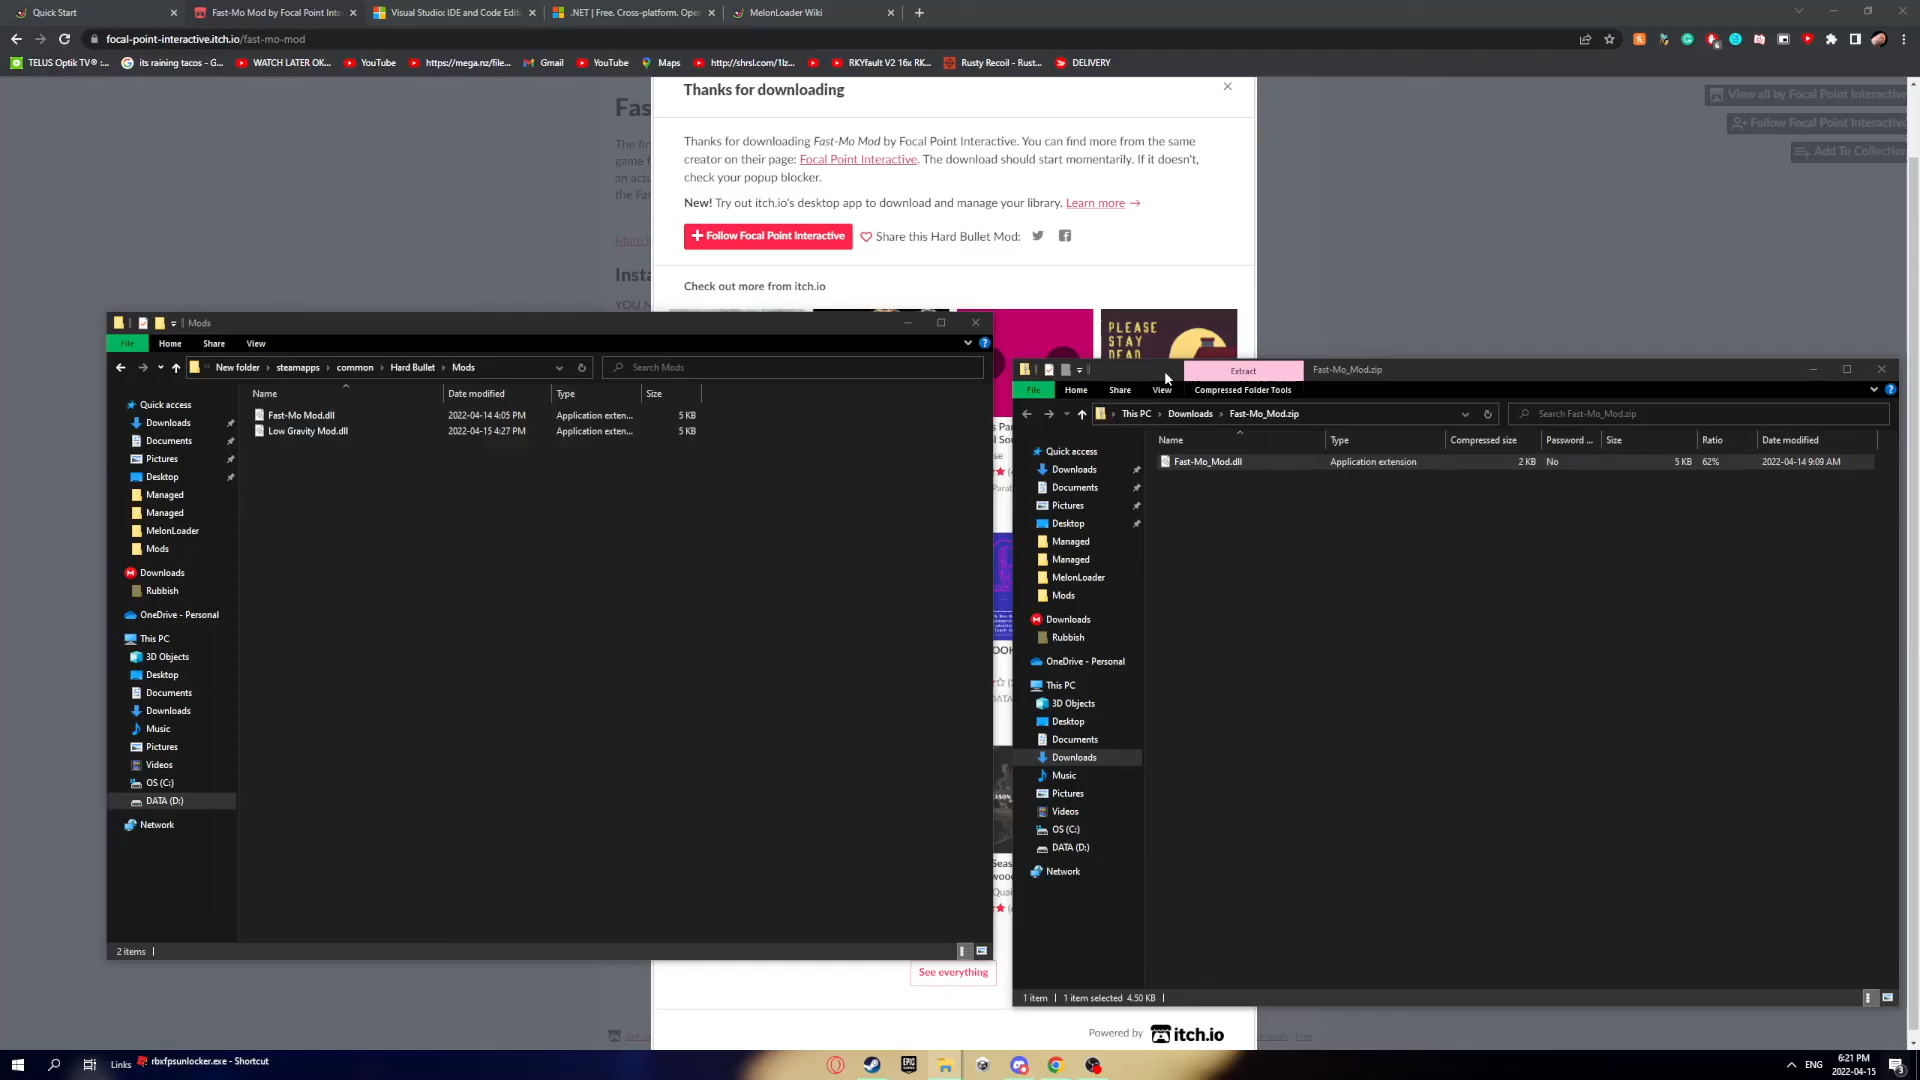 Quick Start
Fast-Mo Mod by Focal Point Inte
Visual Studio: IDE and Code Edit
.NET | Free. Cross-platform. Ope
MelonLoader Wiki
focal-point-interactive.itch.io/fast-mo-mod
TELUS Optik TV® :...
its raining tacos - G...
WATCH LATER OK...
YouTube
https://mega.nz/file...
Gmail
YouTube
Maps
http://shrsl.com/1lz...
RKYfault V2 16x RK...
Rusty Recoil - Rust...
DELIVERY
Thanks for downloading
Thanks for downloading Fast-Mo Mod by Focal Point Interactive. You can find more from the same
creator on their page: Focal Point Interactive. The download should start momentarily. If it doesn't,
check your popup blocker.
New! Try out itch.io's desktop app to download and manage your library. Learn more →
Follow Focal Point Interactive
Share this Hard Bullet Mod:
Check out more from itch.io
View all by Focal Point Interactive
Follow Focal Point Interactive
Add To Collection
Fas
The fir
game f
an actu
the Fas
Insta
YOU N
PLEASE
STAY
DEAD
Mods
File
Home
Share
View
New folder
steamapps
common
Hard Bullet
Mods
Search Mods
Name
Date modified
Type
Size
Fast-Mo Mod.dll 2022-04-14 4:05 PM Application exten... 5 KB
Low Gravity Mod.dll 2022-04-15 4:27 PM Application exten... 5 KB
Quick access
Downloads
Documents
Pictures
Desktop
Managed
Managed
MelonLoader
Mods
Downloads
Rubbish
OneDrive - Personal
This PC
3D Objects
Desktop
Documents
Downloads
Music
Pictures
Videos
OS (C:)
DATA (D:)
Network
2 items
Extract
Fast-Mo_Mod.zip
File
Home
Share
View
Compressed Folder Tools
This PC
Downloads
Fast-Mo_Mod.zip
Search Fast-Mo_Mod.zip
Name
Type
Compressed size
Password ...
Size
Ratio
Date modified
Fast-Mo_Mod.dll Application extension 2 KB No 5 KB 62% 2022-04-14 9:09 AM
Quick access
Downloads
Documents
Pictures
Desktop
Managed
Managed
MelonLoader
Mods
Downloads
Rubbish
OneDrive - Personal
This PC
3D Objects
Desktop
Documents
Downloads
Music
Pictures
Videos
OS (C:)
DATA (D:)
Network
1 item
1 item selected 4.50 KB
See everything
Powered by itch.io
Links
rbxfpsunlocker.exe - Shortcut
ENG
6:21 PM
2022-04-15
3